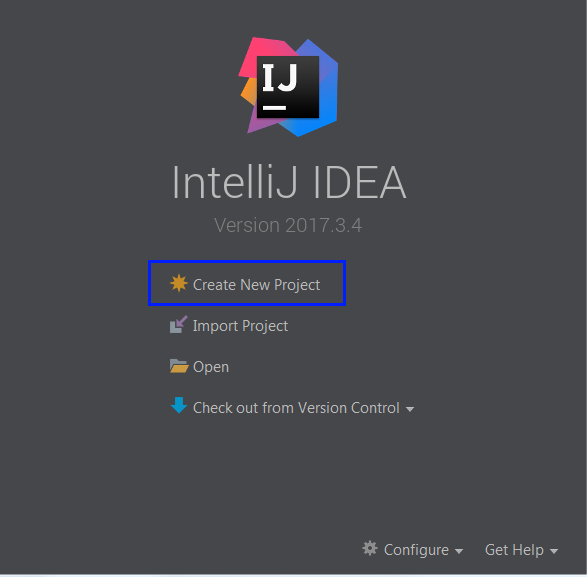 IJ
IntelliJ IDEA
Version 2017.3.4
Create New Project
Import Project
Open
Check out from Version Control
Configure Get Help